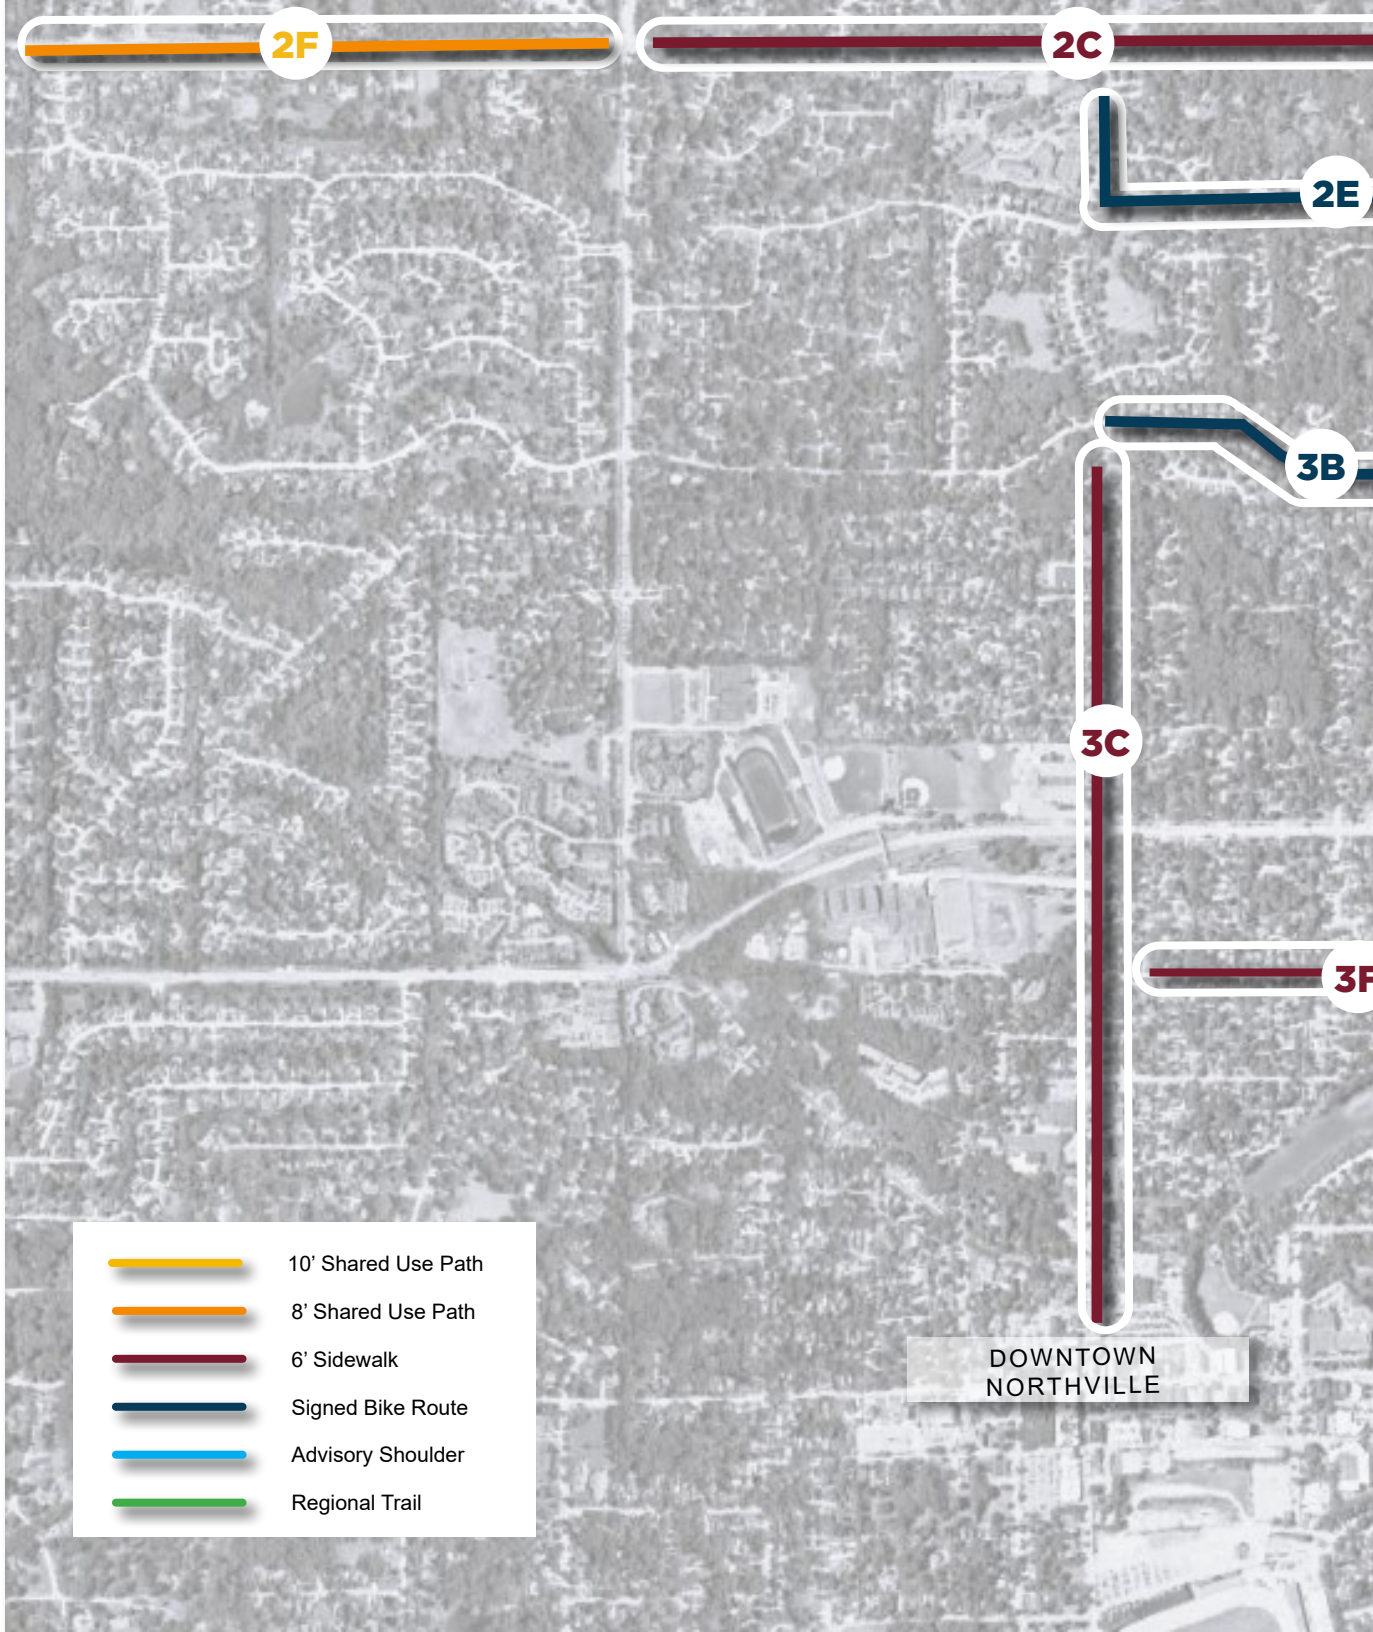 2F
2C
2E
3B
3C
3F
10' Shared Use Path
8' Shared Use Path
6' Sidewalk
Signed Bike Route
Advisory Shoulder
Regional Trail
DOWNTOWN
NORTHVILLE